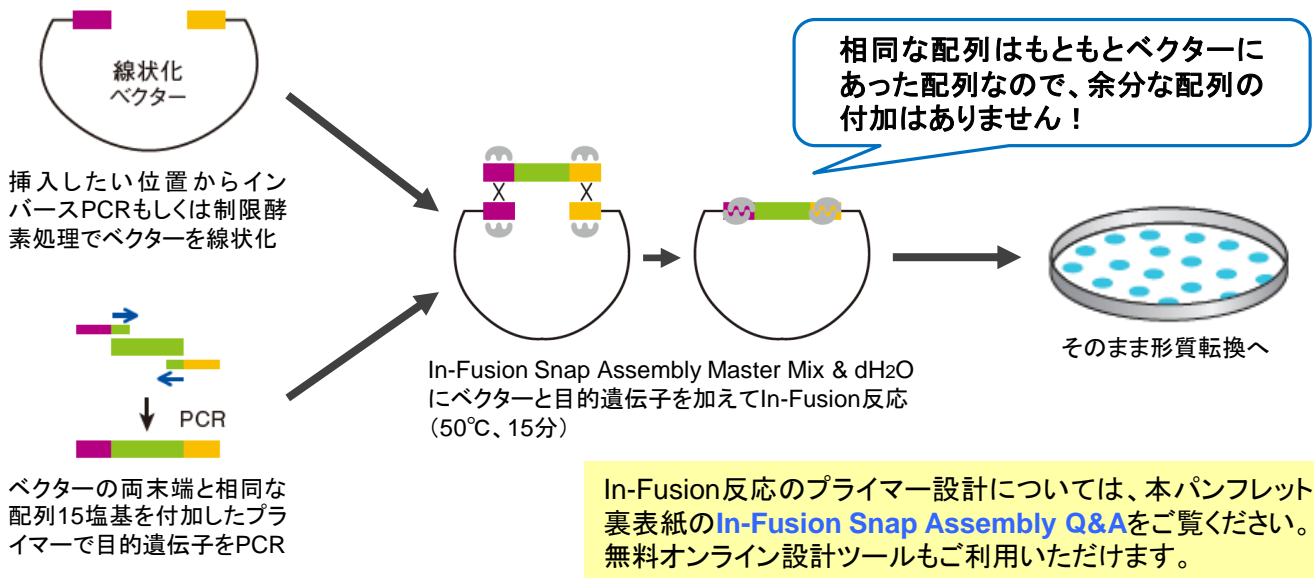 線状化
ベクター
挿入したい位置からイン
バースPCRもしくは制限酵
素処理でベクターを線状化
PCR
ベクターの両末端と相同な
配列15塩基を付加したプラ
イマーで目的遺伝子をPCR
In-Fusion Snap Assembly Master Mix & dH2O
にベクターと目的遺伝子を加えてIn-Fusion反応
（50℃、15分）
相同な配列はもともとベクターに
あった配列なので、余分な配列の
付加はありません！
そのまま形質転換へ
In-Fusion反応のプライマー設計については、本パンフレット
裏表紙のIn-Fusion Snap Assembly Q&Aをご覧ください。
無料オンライン設計ツールもご利用いただけます。